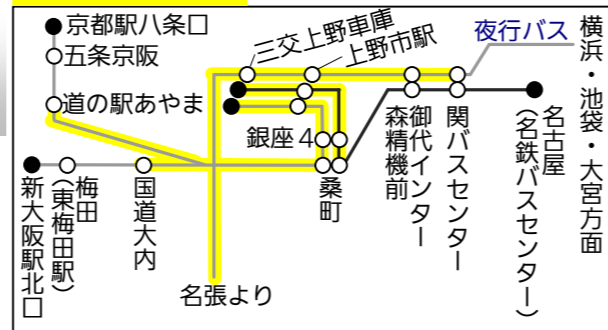 京都駅八条口
五条京阪
道の駅あやま
三交上野車庫
上野市駅
夜行バス
横浜・池袋・大宮方面
銀座4
新大阪駅北口
梅田
(東梅田駅)
国道大内
名張より
桑町
森精機前
御代インター
関バスセンター
名古屋
(名鉄バスセンター)